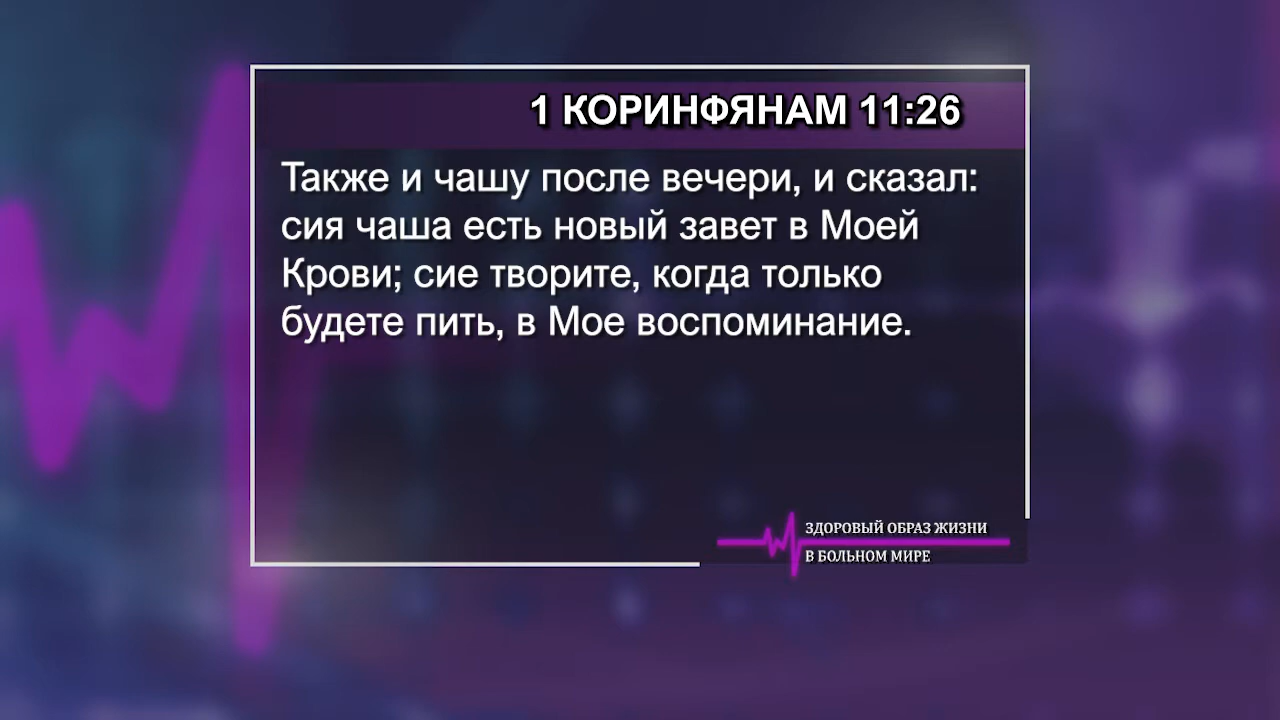 1 КОРИНФЯНАМ 11:26
Также и чашу после вечери, и сказал:
сия чаша есть новый завет в Моей
Крови; сие творите, когда только
будете пить, в Мое воспоминание.
ЗДОРОВЫЙ ОБРАЗ ЖИЗНИ
В БОЛЬНОМ МИРЕ